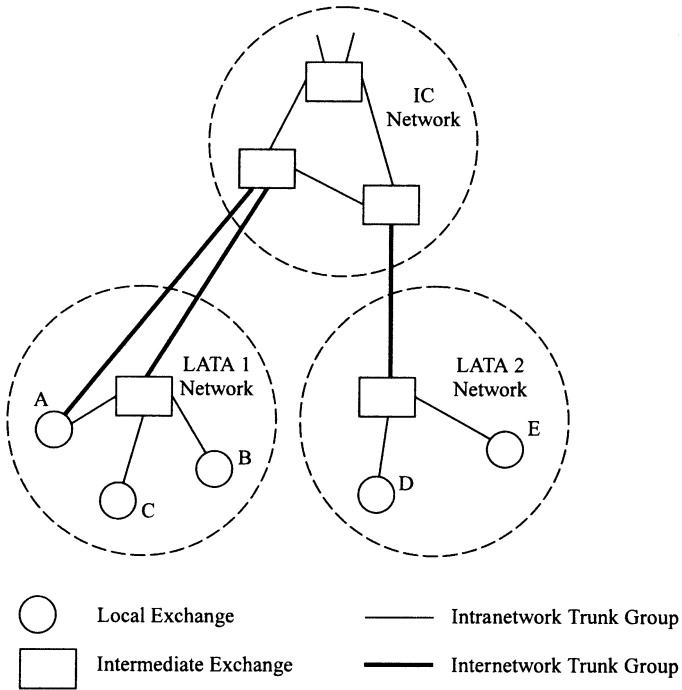 IC
Network
LATA 1
Network
LATA 2
Network
A
B
C
D
E
Local Exchange
Intranetwork Trunk Group
Intermediate Exchange
Internetwork Trunk Group